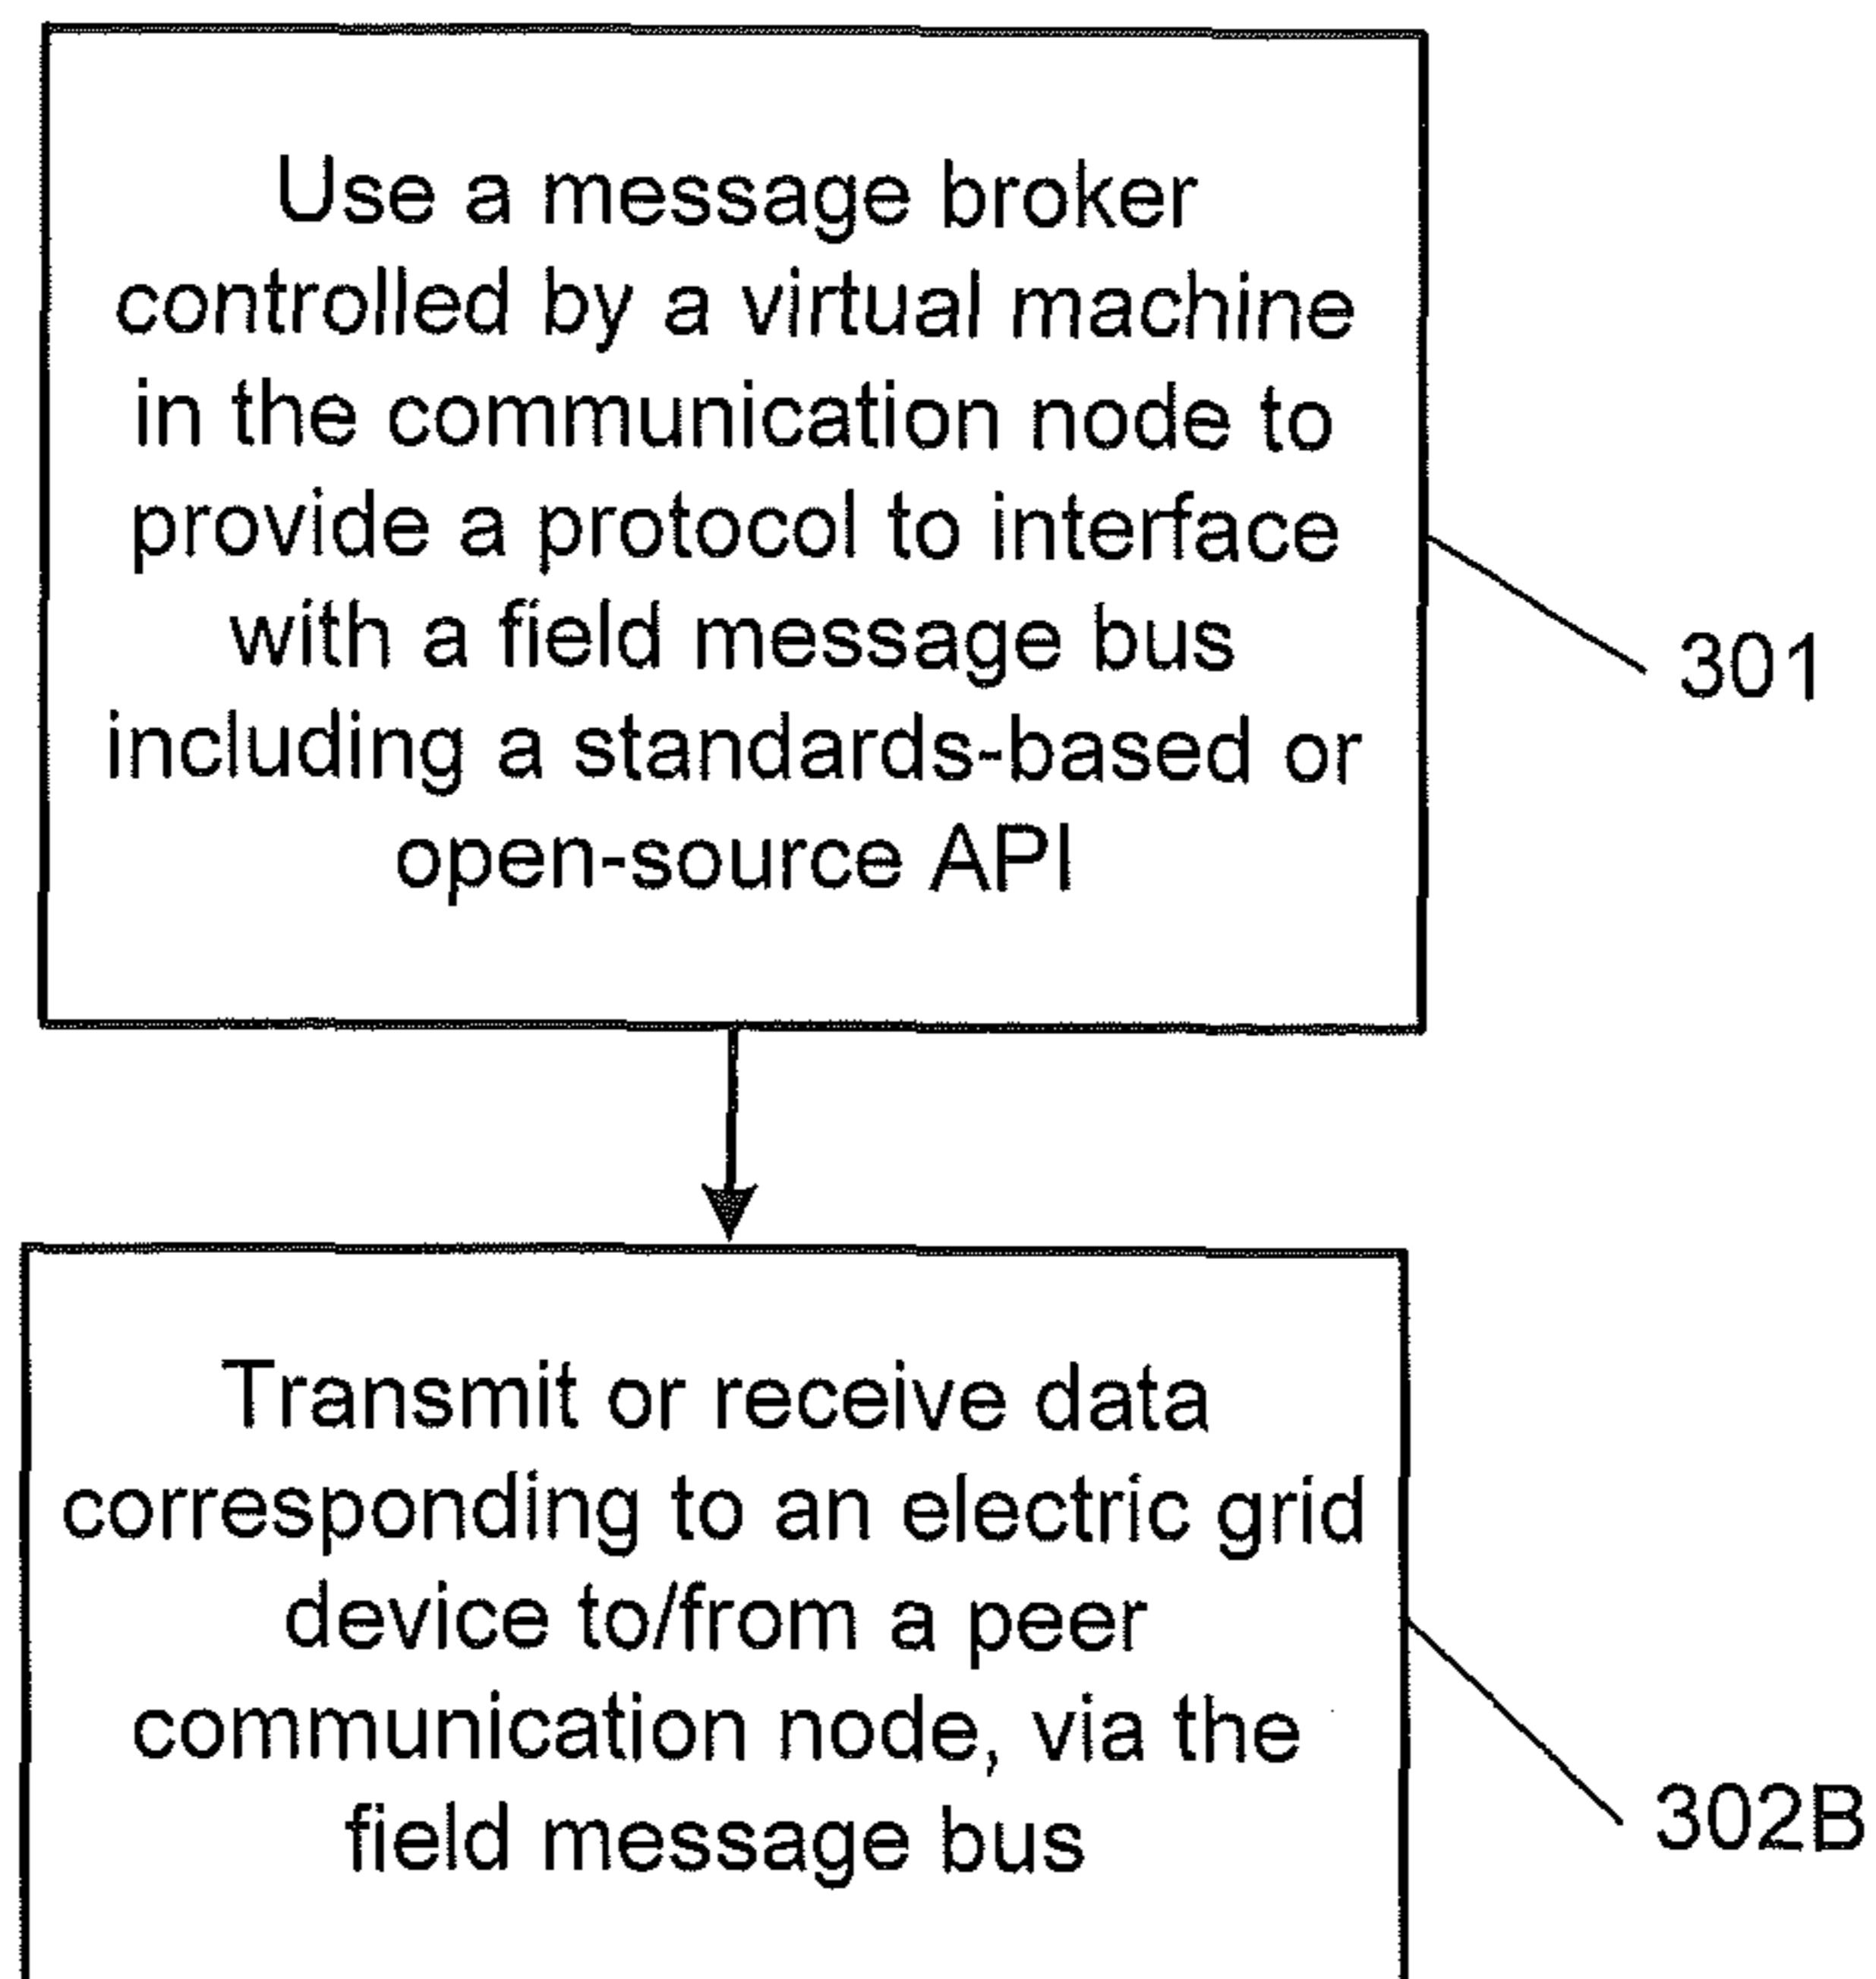 Use a message broker
controlled by a virtual machine
in the communication node to
provide a protocol to interface
with a field message bus
including a standards-based or
open-source API
301
Transmit or receive data
corresponding to an electric grid
device to/from a peer
communication node, via the
field message bus
302B